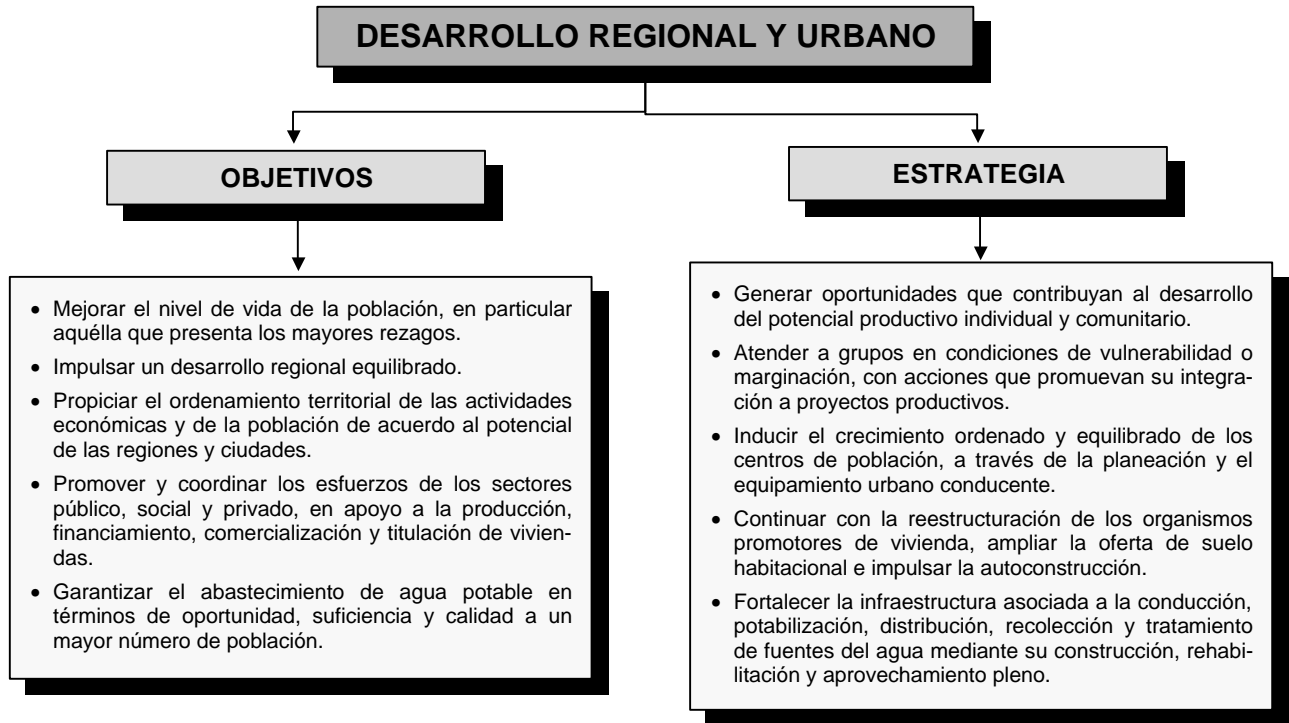 DESARROLLO REGIONAL Y URBANO
OBJETIVOS
• Mejorar el nivel de vida de la población, en particular
aquélla que presenta los mayores rezagos.
• Impulsar un desarrollo regional equilibrado.
• Propiciar el ordenamiento territorial de las actividades
económicas y de la población de acuerdo al potencial
de las regiones y ciudades.
• Promover y coordinar los esfuerzos de los sectores
público, social y privado, en apoyo a la producción,
financiamiento, comercialización y titulación de vivien-
das.
• Garantizar el abastecimiento de agua potable en
términos de oportunidad, suficiencia y calidad a un
mayor número de población.
ESTRATEGIA
• Generar oportunidades que contribuyan al desarrollo
del potencial productivo individual y comunitario.
• Atender a grupos en condiciones de vulnerabilidad o
marginación, con acciones que promuevan su integra-
ción a proyectos productivos.
• Inducir el crecimiento ordenado y equilibrado de los
centros de población, a través de la planeación y el
equipamiento urbano conducente.
• Continuar con la reestructuración de los organismos
promotores de vivienda, ampliar la oferta de suelo
habitacional e impulsar la autoconstrucción.
• Fortalecer la infraestructura asociada a la conducción,
potabilización, distribución, recolección y tratamiento
de fuentes del agua mediante su construcción, rehabi-
litación y aprovechamiento pleno.